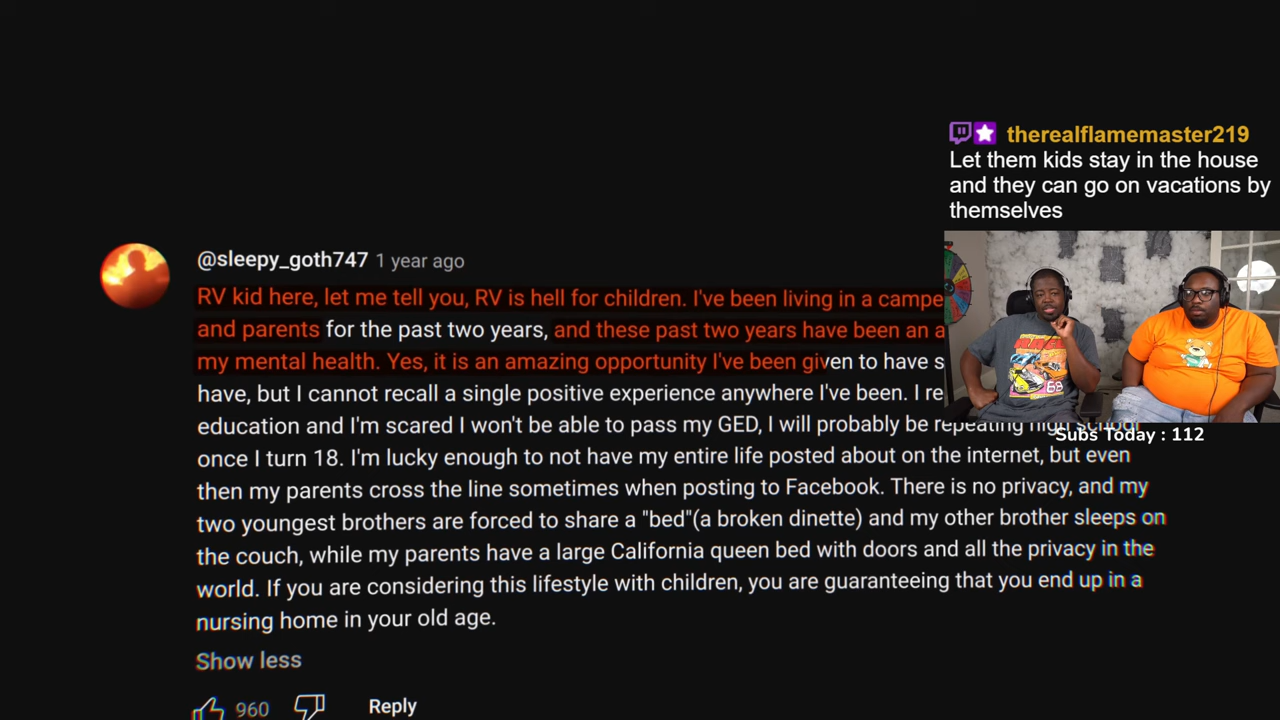 therealflamemaster219
Let them kids stay in the house
and they can go on vacations by
themselves
@sleepy_goth747 1 year ago
RV kid here, let me tell you, RV is hell for children. I've been living in a campe
and parents for the past two years, and these past two years have been an a
my mental health. Yes, it is an amazing opportunity I've been given to have s
have, but I cannot recall a single positive experience anywhere I've been. I re
education and I'm scared I won't be able to pass my GED, I will probably be repeating high school
Subs Today : 112
once I turn 18. I'm lucky enough to not have my entire life posted about on the internet, but even
then my parents cross the line sometimes when posting to Facebook. There is no privacy, and my
two youngest brothers are forced to share a "bed"(a broken dinette) and my other brother sleeps on
the couch, while my parents have a large California queen bed with doors and all the privacy in the
world. If you are considering this lifestyle with children, you are guaranteeing that you end up in a
nursing home in your old age.
Show less
960 Reply